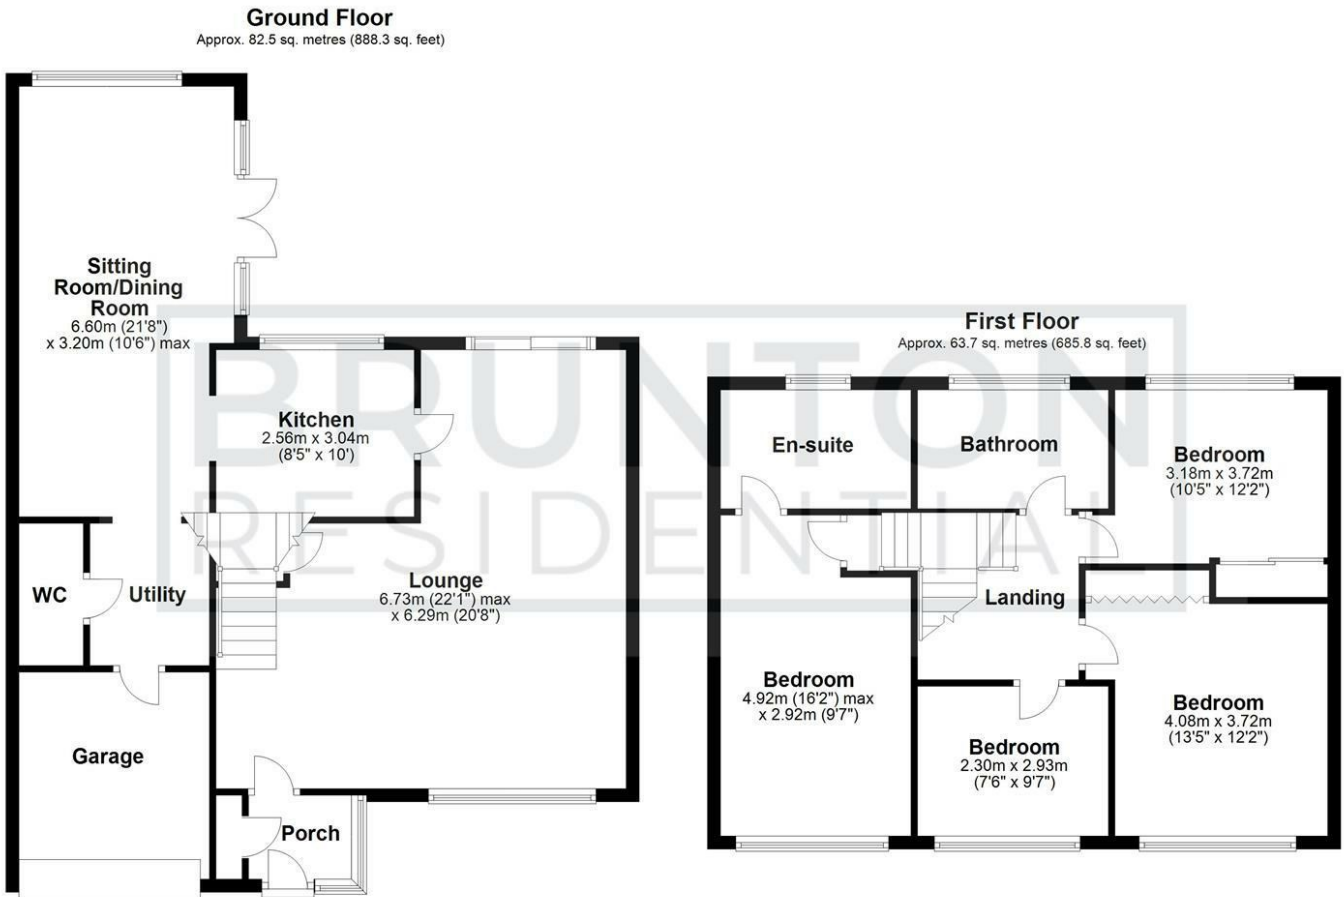 Ground Floor
Approx. 82.5 sq. metres (888.3 sq. feet)
Sitting
Room/Dining
Room
6.60m (21'8")
x 3.20m (10'6") max
Kitchen
2.56m x 3.04m
(8'5" x 10')
WC
Utility
Lounge
6.73m (22'1") max
x 6.29m (20'8")
Garage
Porch
First Floor
Approx. 63.7 sq. metres (685.8 sq. feet)
En-suite
Bathroom
Bedroom
3.18m x 3.72m
(10'5" x 12'2")
Landing
Bedroom
4.92m (16'2") max
x 2.92m (9'7")
Bedroom
2.30m x 2.93m
(7'6" x 9'7")
Bedroom
4.08m x 3.72m
(13'5" x 12'2")
BRUNTON
RESIDENTIAL